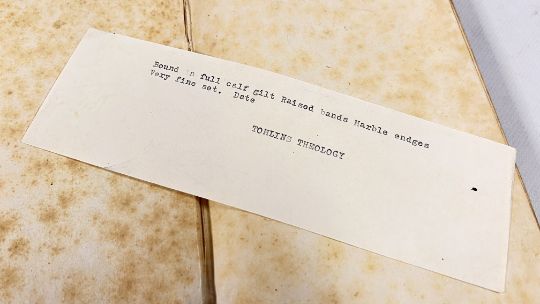 Bound in full calf Gilt Raised bands Marble endges
Very fine set. Date
TOMLINS THEOLOGY